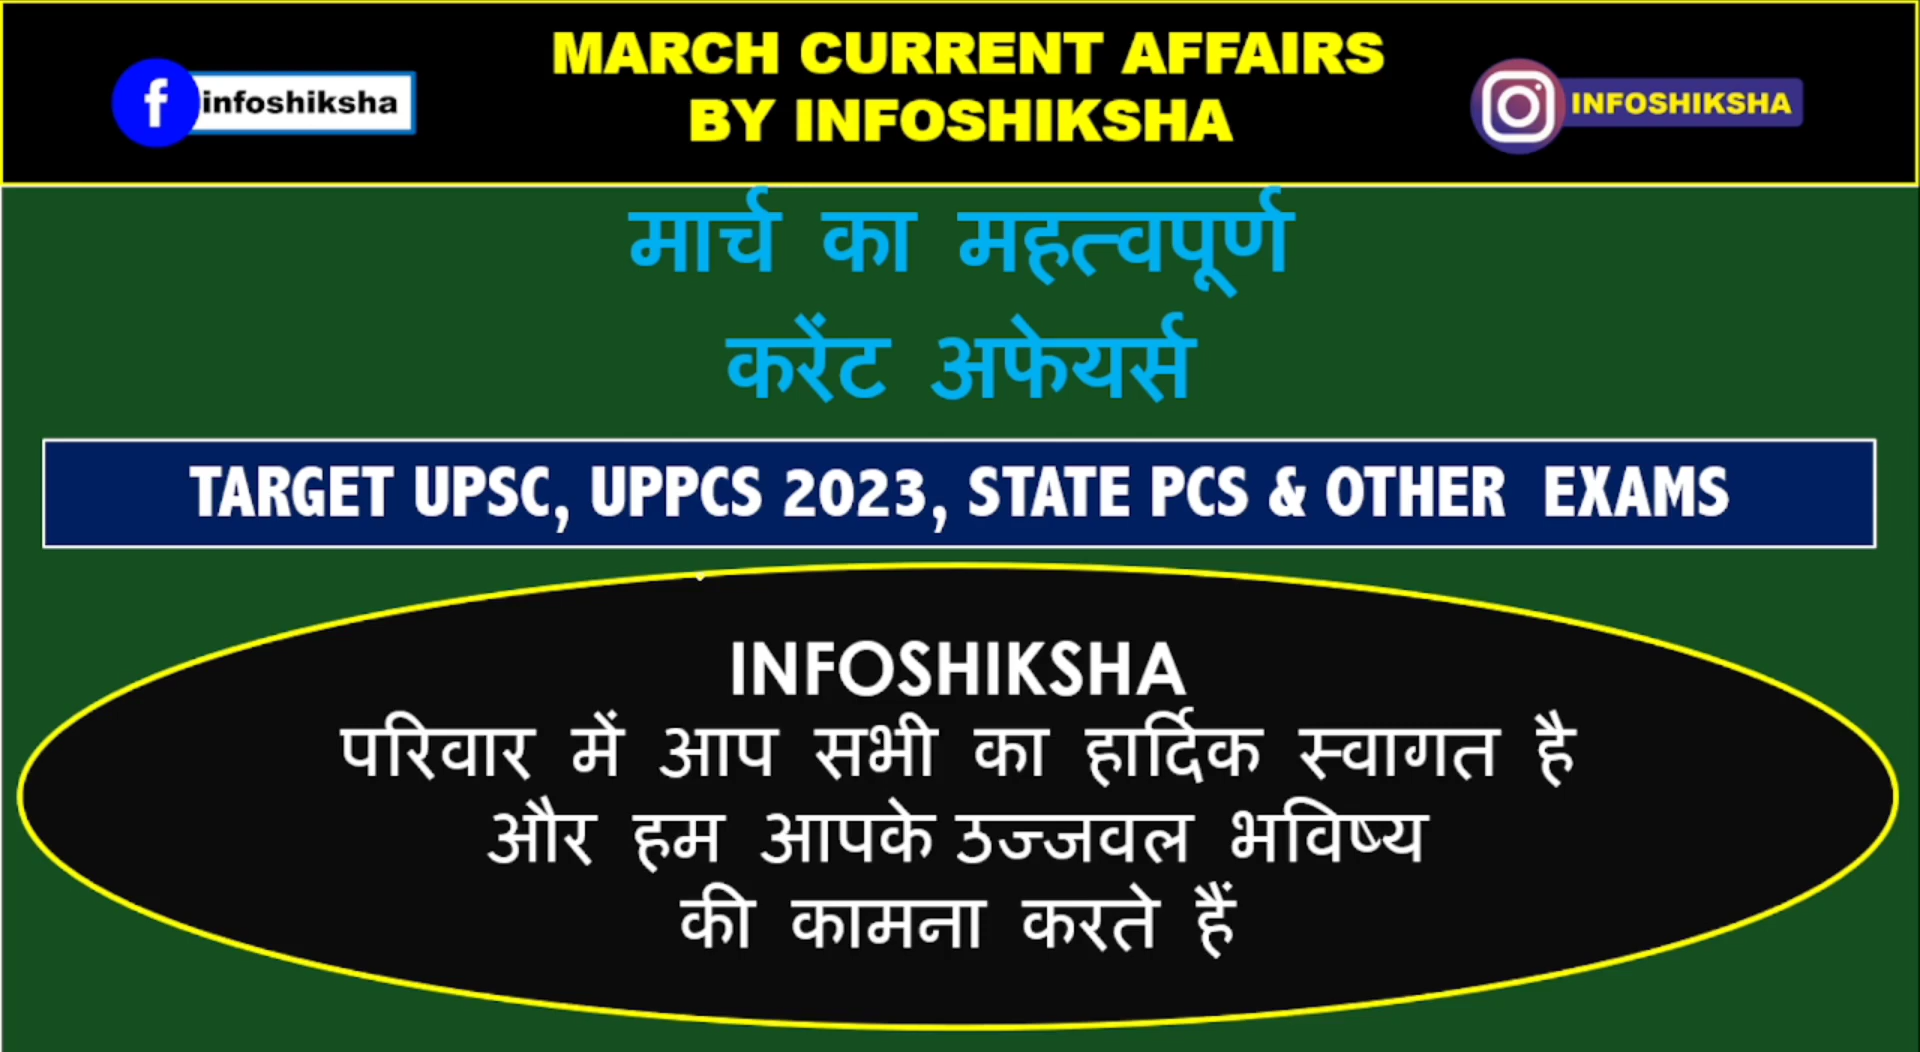 MARCH CURRENT AFFAIRS
BY INFOSHIKSHA
infoshiksha
INFOSHIKSHA
मार्च का महत्वपूर्ण
करेंट अफेयर्स
TARGET UPSC, UPPCS 2023, STATE PCS & OTHER EXAMS
INFOSHIKSHA
परिवार में आप सभी का हार्दिक स्वागत है
और हम आपके उज्जवल भविष्य
की कामना करते हैं